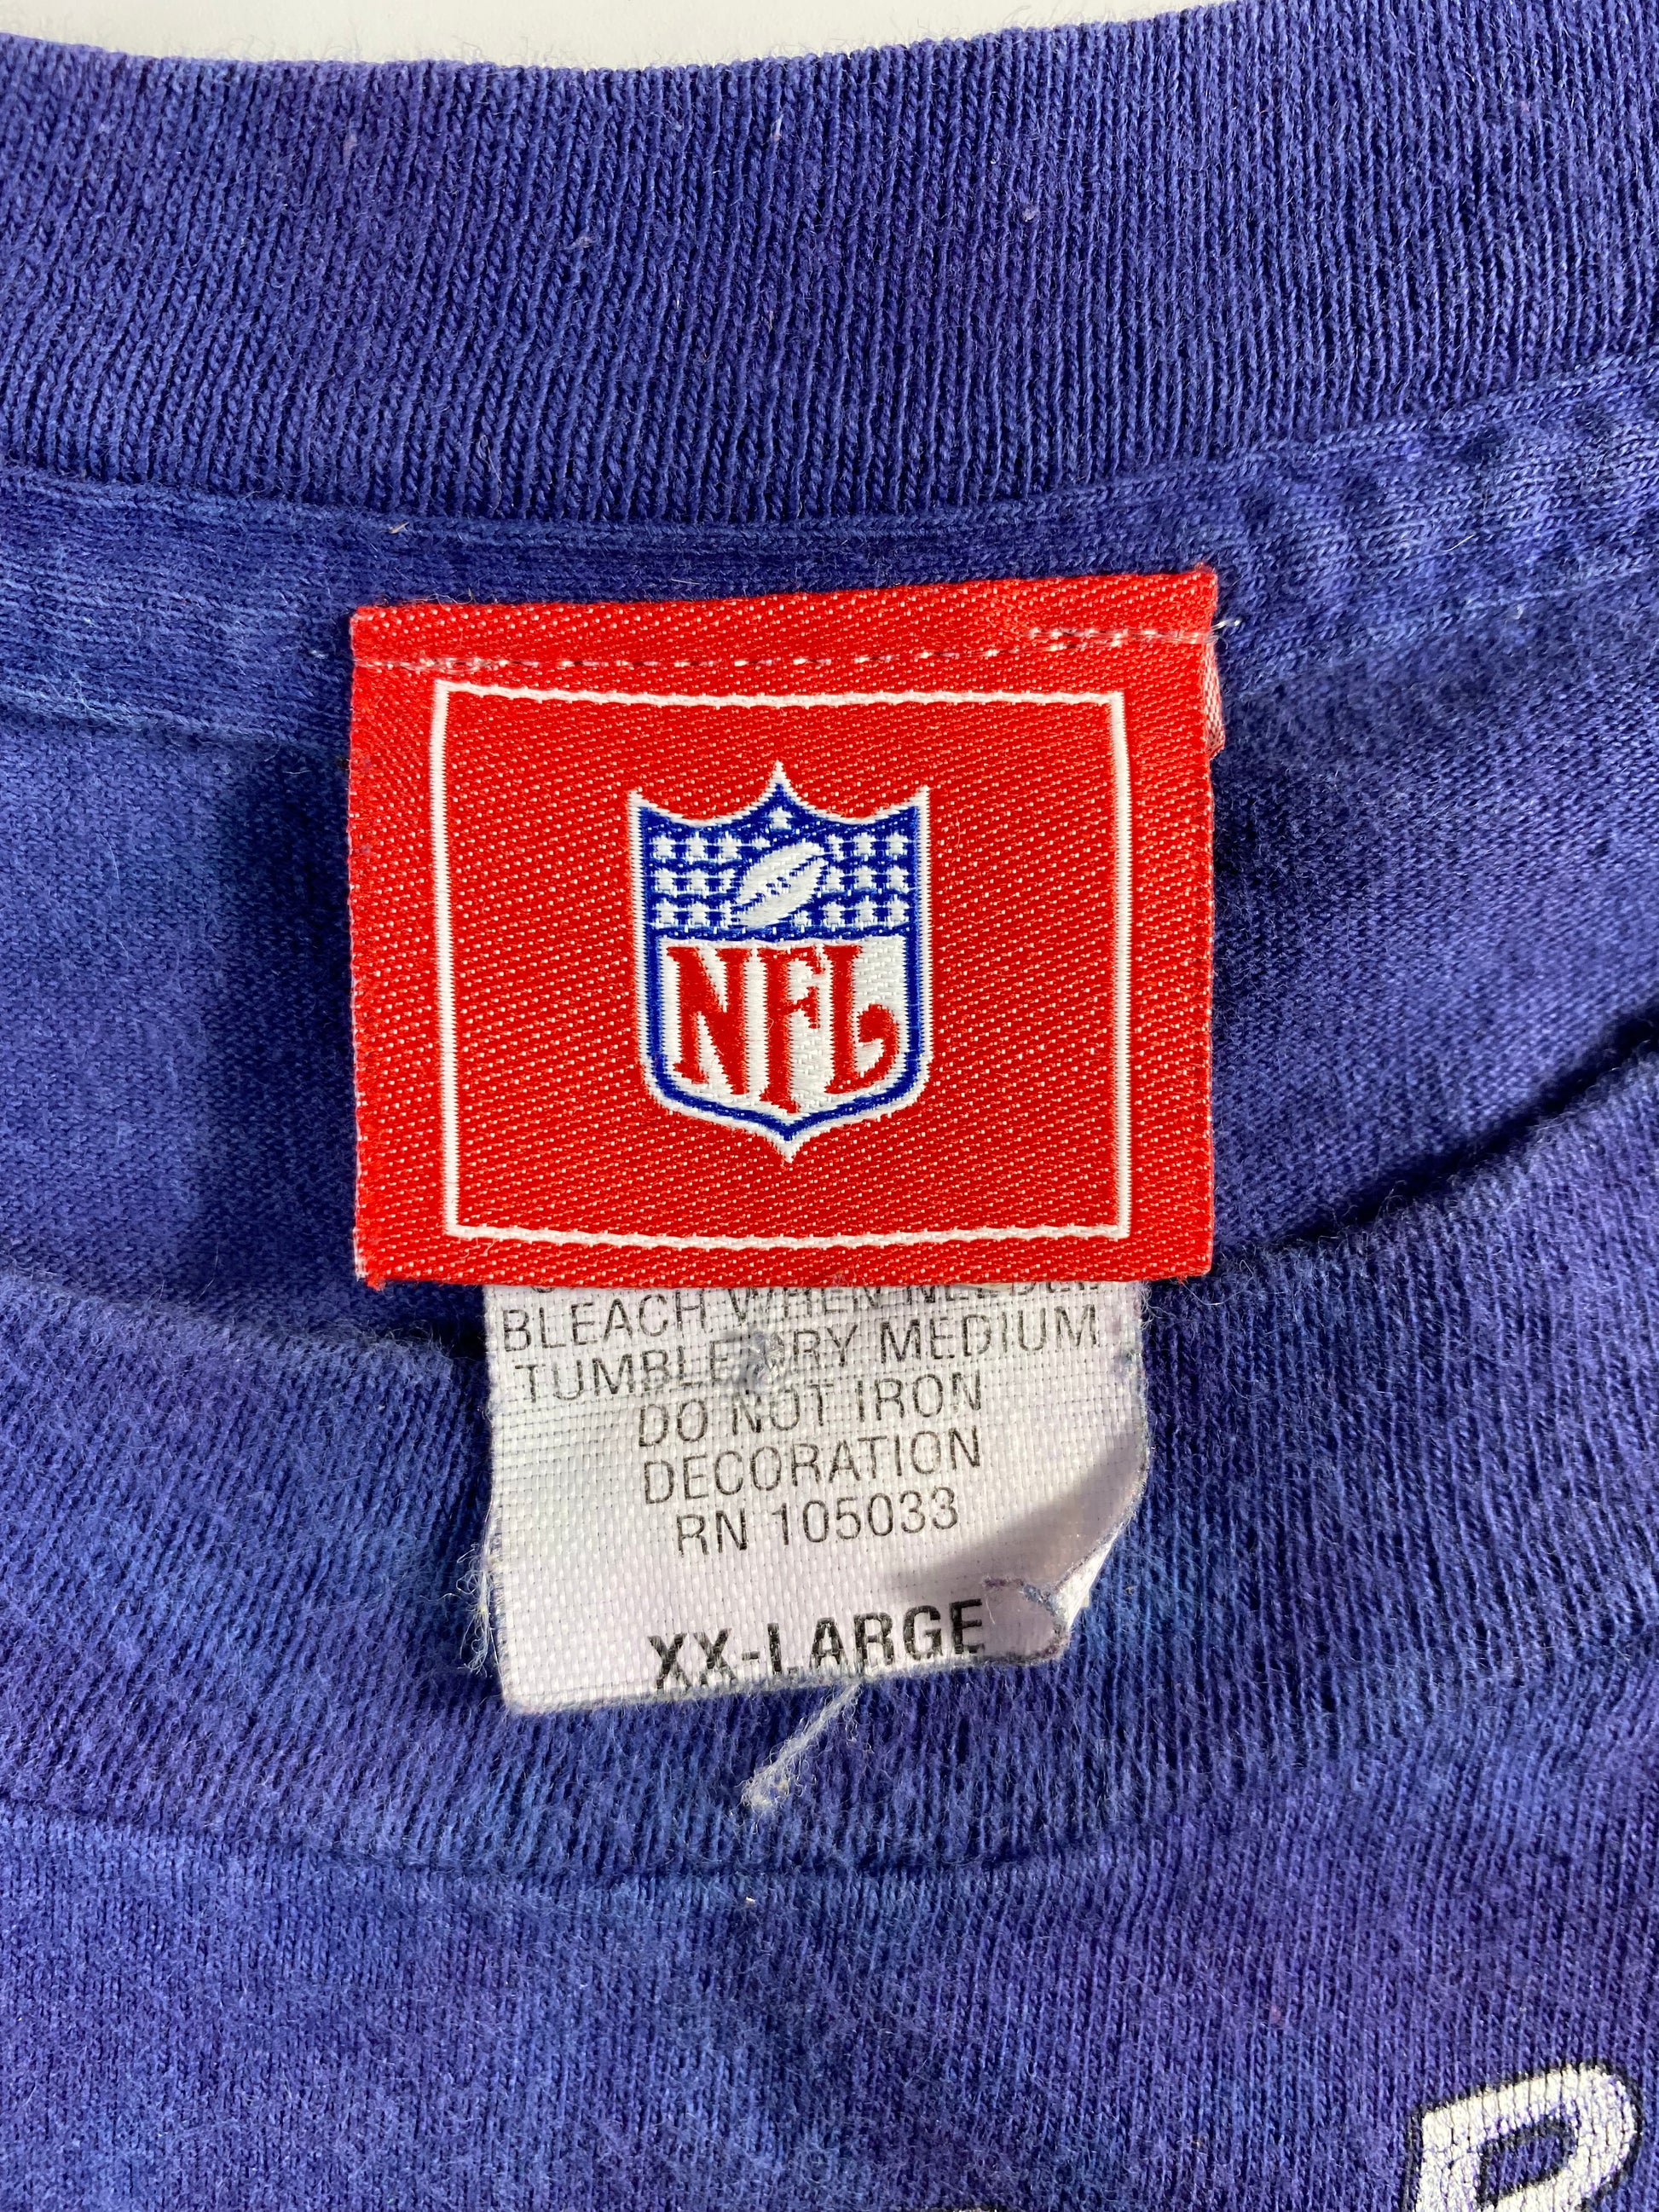 NFL
BLEACH WHEN NEEDED
TUMBLE DRY MEDIUM
DO NOT IRON
DECORATION
RN 105033
XX-LARGE
R